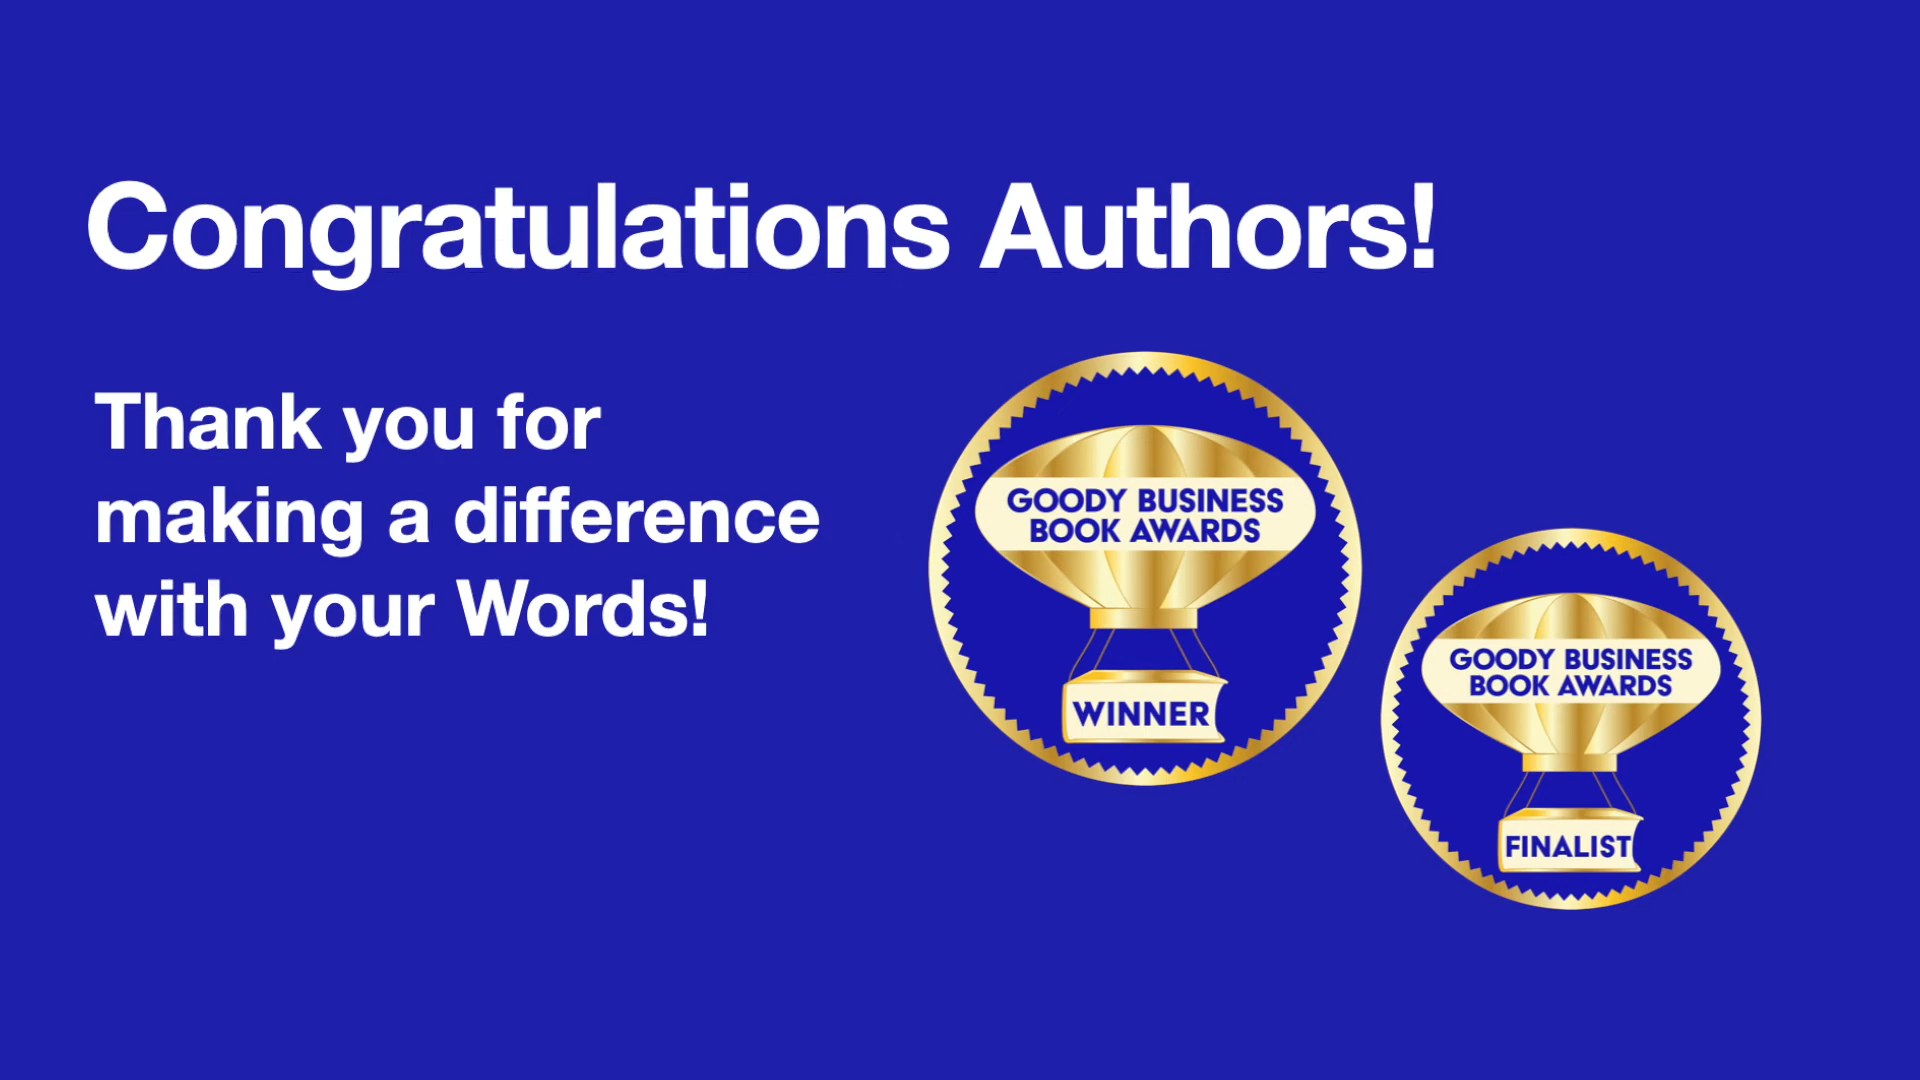 Congratulations Authors!
Thank you for
making a difference
with your Words!
GOODY BUSINESS
BOOK AWARDS
WINNER
GOODY BUSINESS
BOOK AWARDS
FINALIST